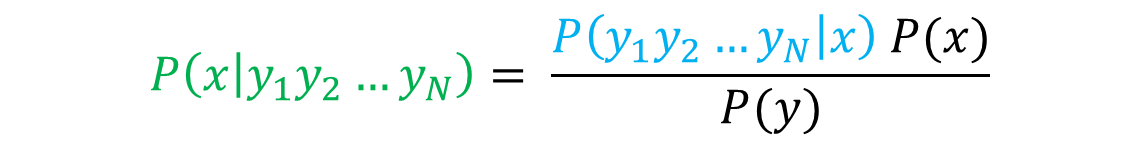 P(x|y₁y₂ … y_N) = P(y₁y₂ … y_N|x) P(x)
P(y)